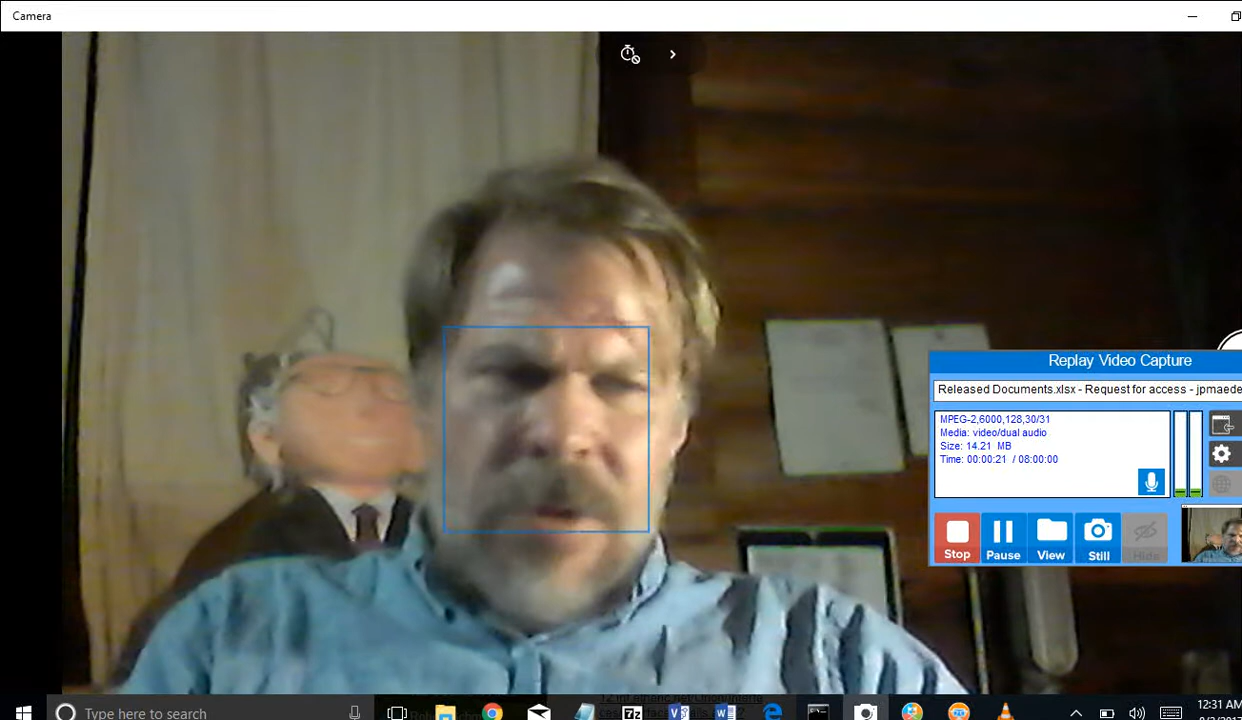 Camera
Replay Video Capture
Released Documents.xlsx - Request for access - jpmaede
MPEG-2,6000,128,30/31
Media: video/dual audio
Size: 14.21 MB
Time: 00:00:21 / 08:00:00
Stop
Pause
View
Still
Hide
Type here to search
7z
12:31 AM